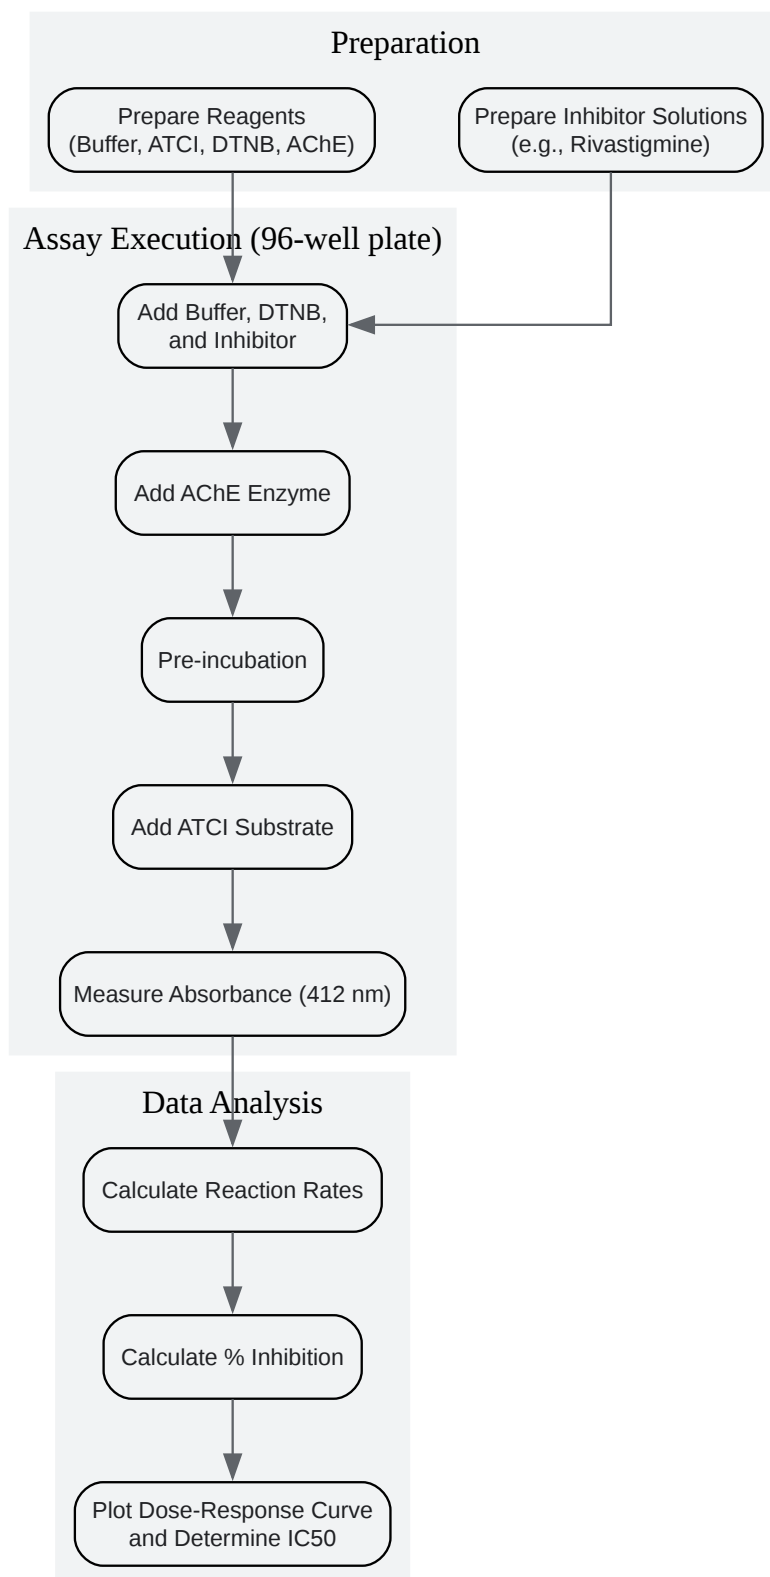 Preparation
Prepare Reagents
(Buffer, ATCI, DTNB, AChE)
Prepare Inhibitor Solutions
(e.g., Rivastigmine)
Assay Execution (96-well plate)
Add Buffer, DTNB,
and Inhibitor
Add AChE Enzyme
Pre-incubation
Add ATCI Substrate
Measure Absorbance (412 nm)
Data Analysis
Calculate Reaction Rates
Calculate % Inhibition
Plot Dose-Response Curve
and Determine IC50